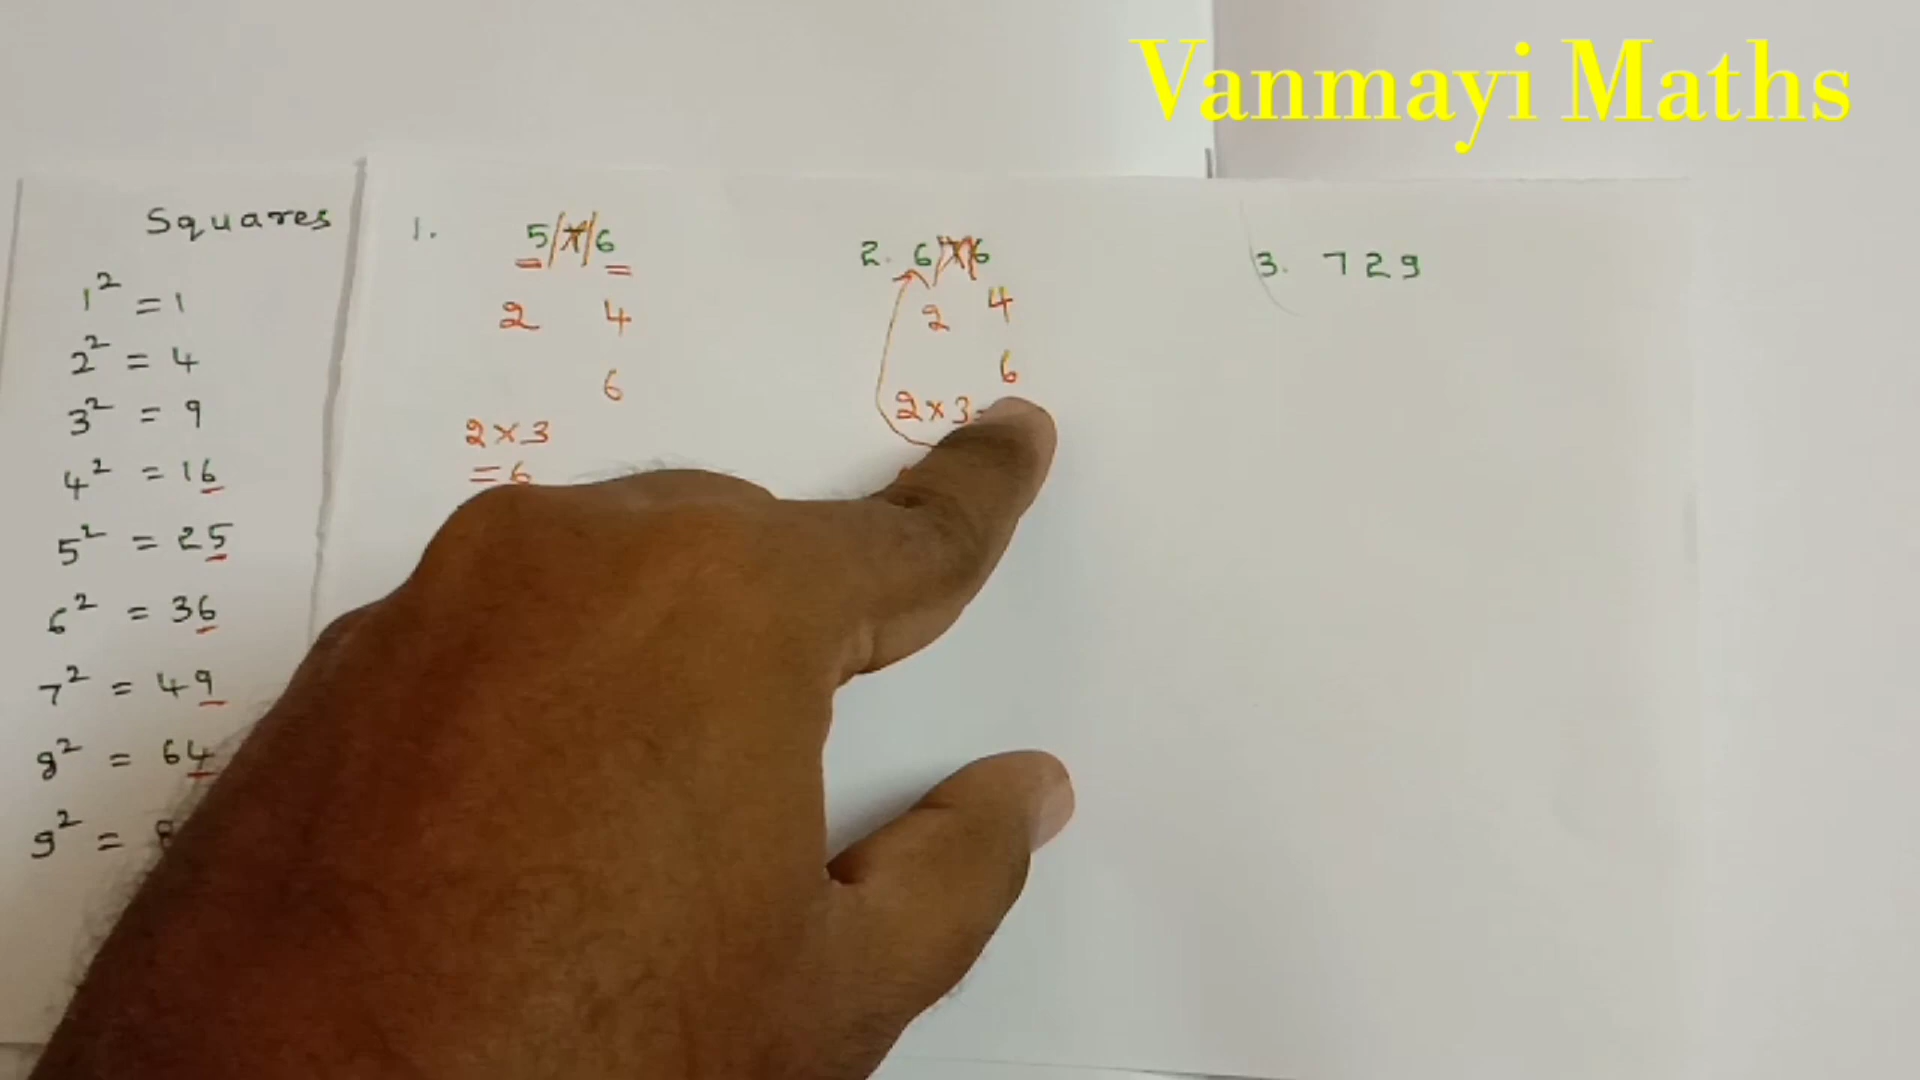 Vanmayi Maths
Squares
1² = 1
2² = 4
3² = 9
4² = 16
5² = 25
6² = 36
7² = 49
8² = 64
9² = 8
1. 5/7/6
2 4
6
2 × 3
= 6
2. 6/7/6
2 4
6
2 × 3 =
3. 729